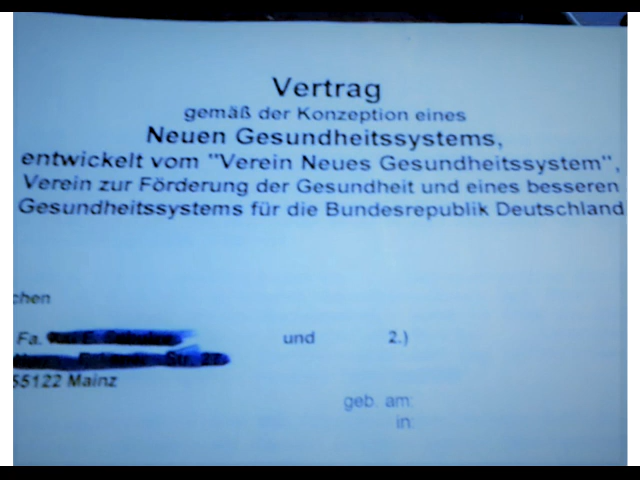 Vertrag
gemäß der Konzeption eines
Neuen Gesundheitssystems,
entwickelt vom "Verein Neues Gesundheitssystem",
Verein zur Förderung der Gesundheit und eines besseren
Gesundheitssystems für die Bundesrepublik Deutschland
chen
Fa. und 2.)
55122 Mainz
geb. am:
in: